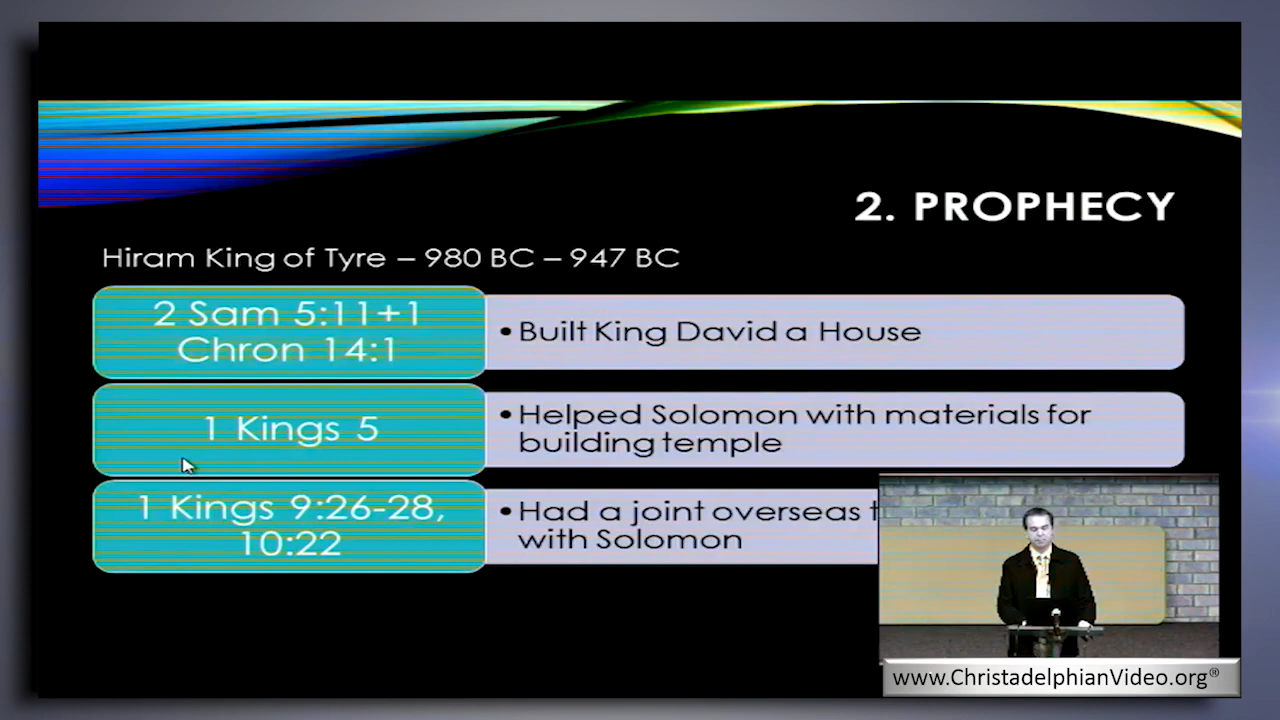 2. PROPHECY
Hiram King of Tyre – 980 BC – 947 BC
2 Sam 5:11+1
Chron 14:1
•Built King David a House
1 Kings 5
•Helped Solomon with materials for
building temple
1 Kings 9:26-28,
10:22
•Had a joint overseas
with Solomon
www.ChristadelphianVideo.org®